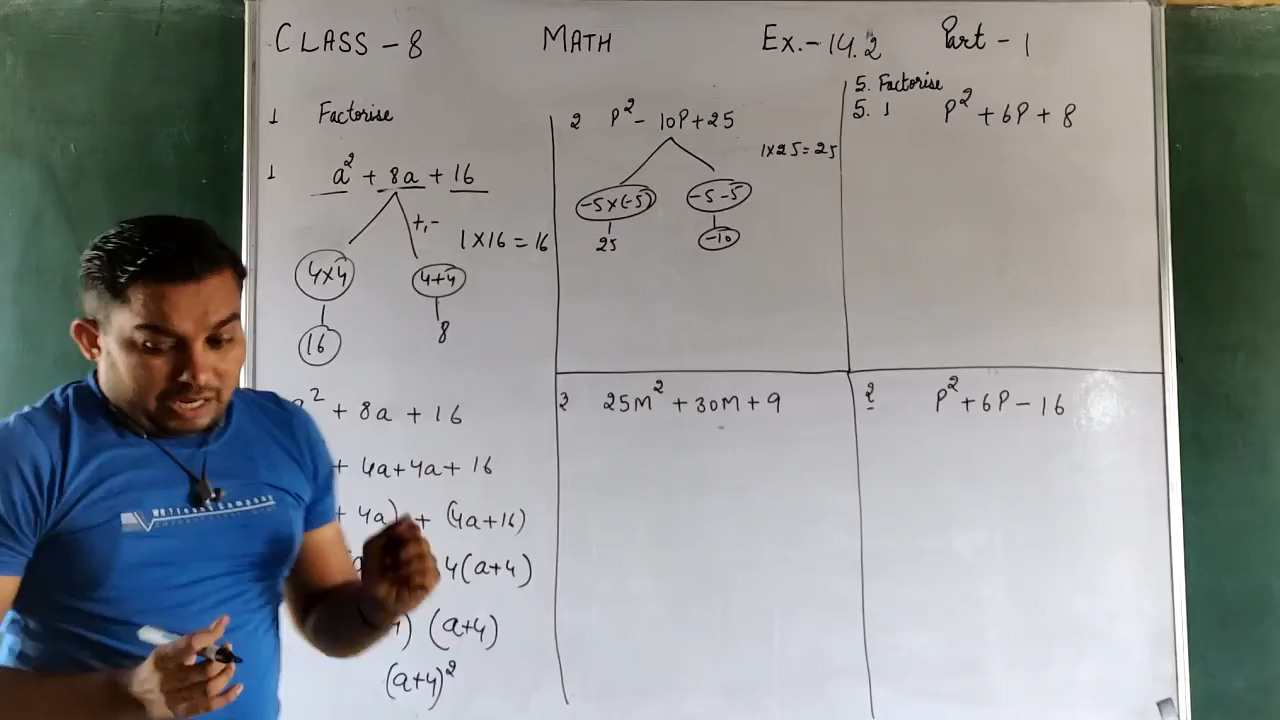 CLASS - 8 MATH Ex.- 14.2 Part - 1
1 Factorise
1 a² + 8a + 16
+,-
1 x 16 = 16
4x4 4+4
16 8
² + 8a + 16
+ 4a + 4a + 16
+ 4a) + (4a+16)
4(a+4)
) (a+4)
(a+4)²
2 P² - 10P + 25
1x25 = 25
-5x(-5) -5-5
25 -10
3 25M² + 30M + 9
5. Factorise
5. 1 P² + 6P + 8
2 P² + 6P - 16